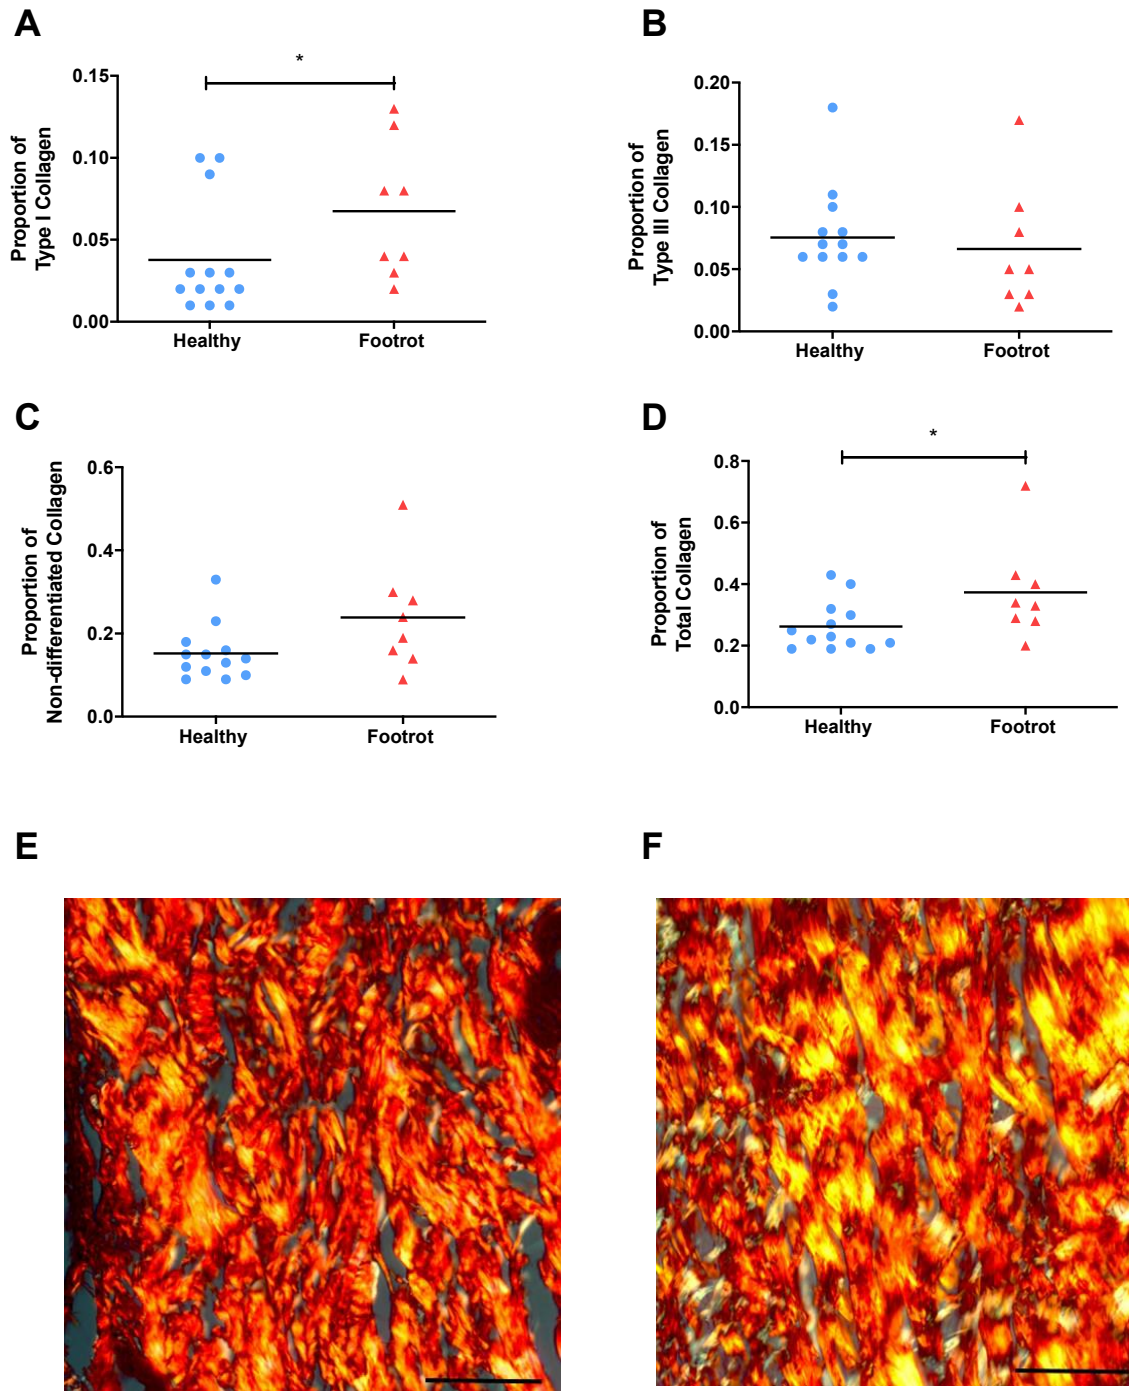 A
*
Proportion of
Type I Collagen
0.15
0.10
0.05
0.00
Healthy
Footrot
B
Proportion of
Type III Collagen
0.20
0.15
0.10
0.05
0.00
Healthy
Footrot
C
Proportion of
Non-differentiated Collagen
0.6
0.4
0.2
0.0
Healthy
Footrot
D
*
Proportion of
Total Collagen
0.8
0.6
0.4
0.2
0.0
Healthy
Footrot
E
F